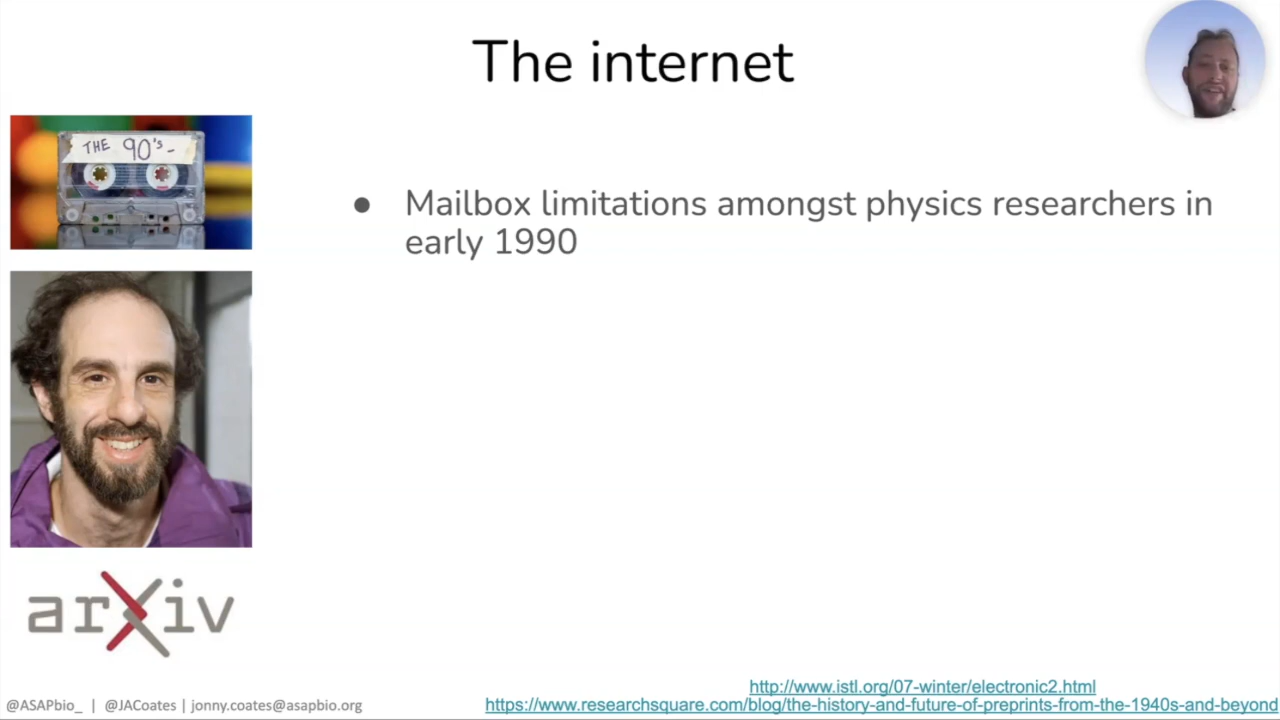 The internet
THE 90's -
● Mailbox limitations amongst physics researchers in
early 1990
arXiv
http://www.istl.org/07-winter/electronic2.html
@ASAPbio_ | @JACoates | jonny.coates@asapbio.org
https://www.researchsquare.com/blog/the-history-and-future-of-preprints-from-the-1940s-and-beyond